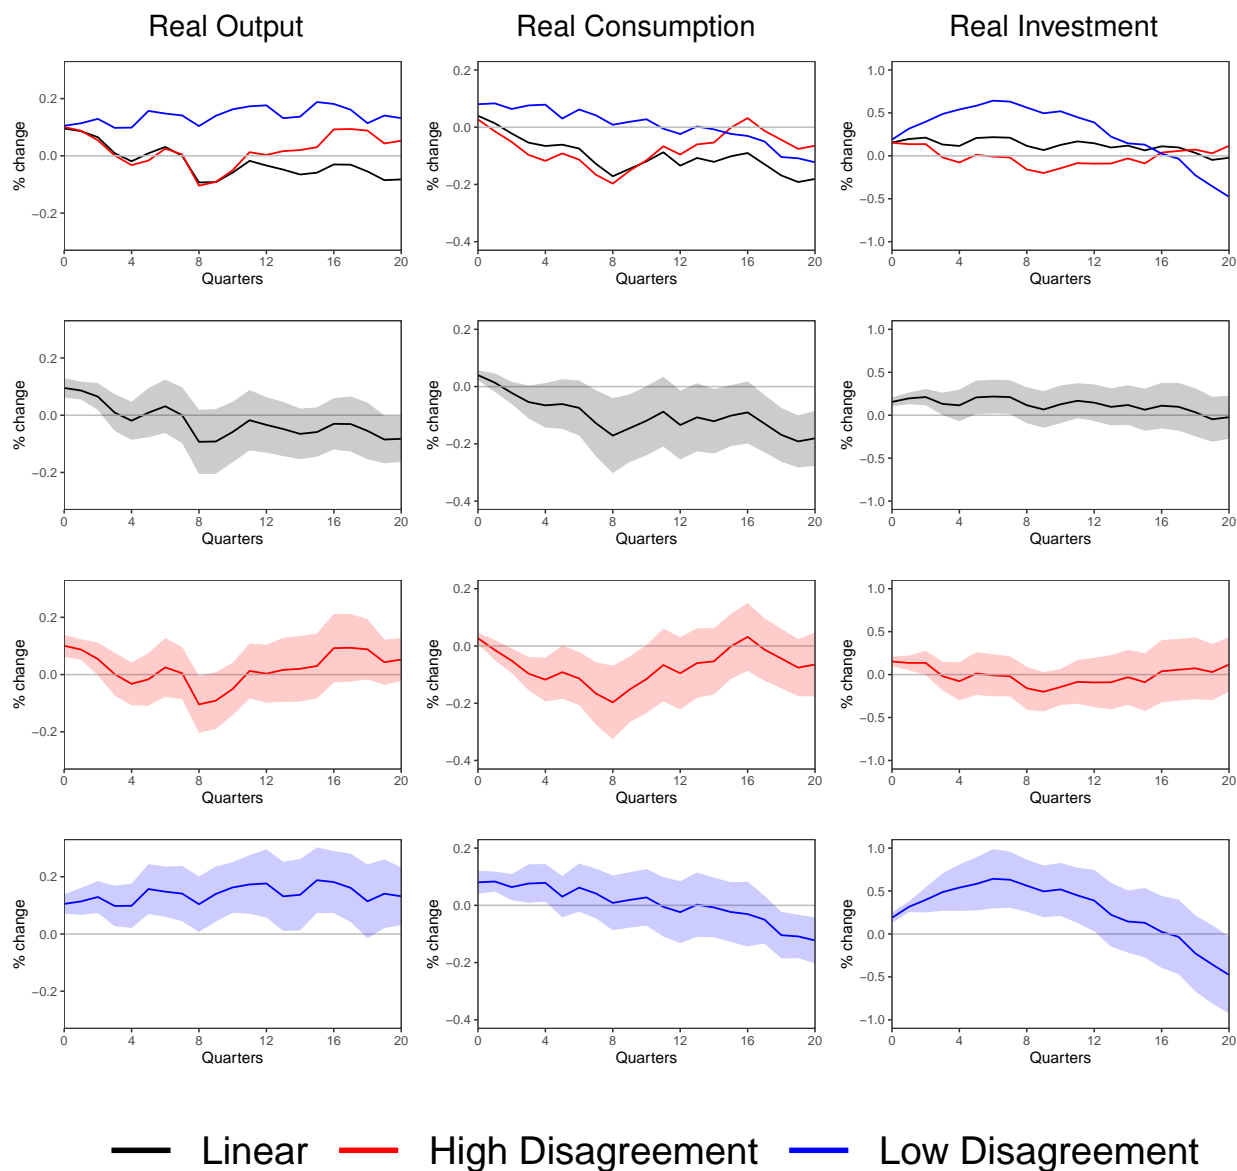 Real Output Real Consumption Real Investment
% change % change % change
0.2 0.0 −0.2
0.2 0.0 −0.2 −0.4
1.0 0.5 0.0 −0.5 −1.0
0 4 8 12 16 20 0 4 8 12 16 20 0 4 8 12 16 20
Quarters Quarters Quarters
% change % change % change
0.2 0.0 −0.2
0.2 0.0 −0.2 −0.4
1.0 0.5 0.0 −0.5 −1.0
0 4 8 12 16 20 0 4 8 12 16 20 0 4 8 12 16 20
Quarters Quarters Quarters
% change % change % change
0.2 0.0 −0.2
0.2 0.0 −0.2 −0.4
1.0 0.5 0.0 −0.5 −1.0
0 4 8 12 16 20 0 4 8 12 16 20 0 4 8 12 16 20
Quarters Quarters Quarters
% change % change % change
0.2 0.0 −0.2
0.2 0.0 −0.2 −0.4
1.0 0.5 0.0 −0.5 −1.0
0 4 8 12 16 20 0 4 8 12 16 20 0 4 8 12 16 20
Quarters Quarters Quarters
Linear High Disagreement Low Disagreement